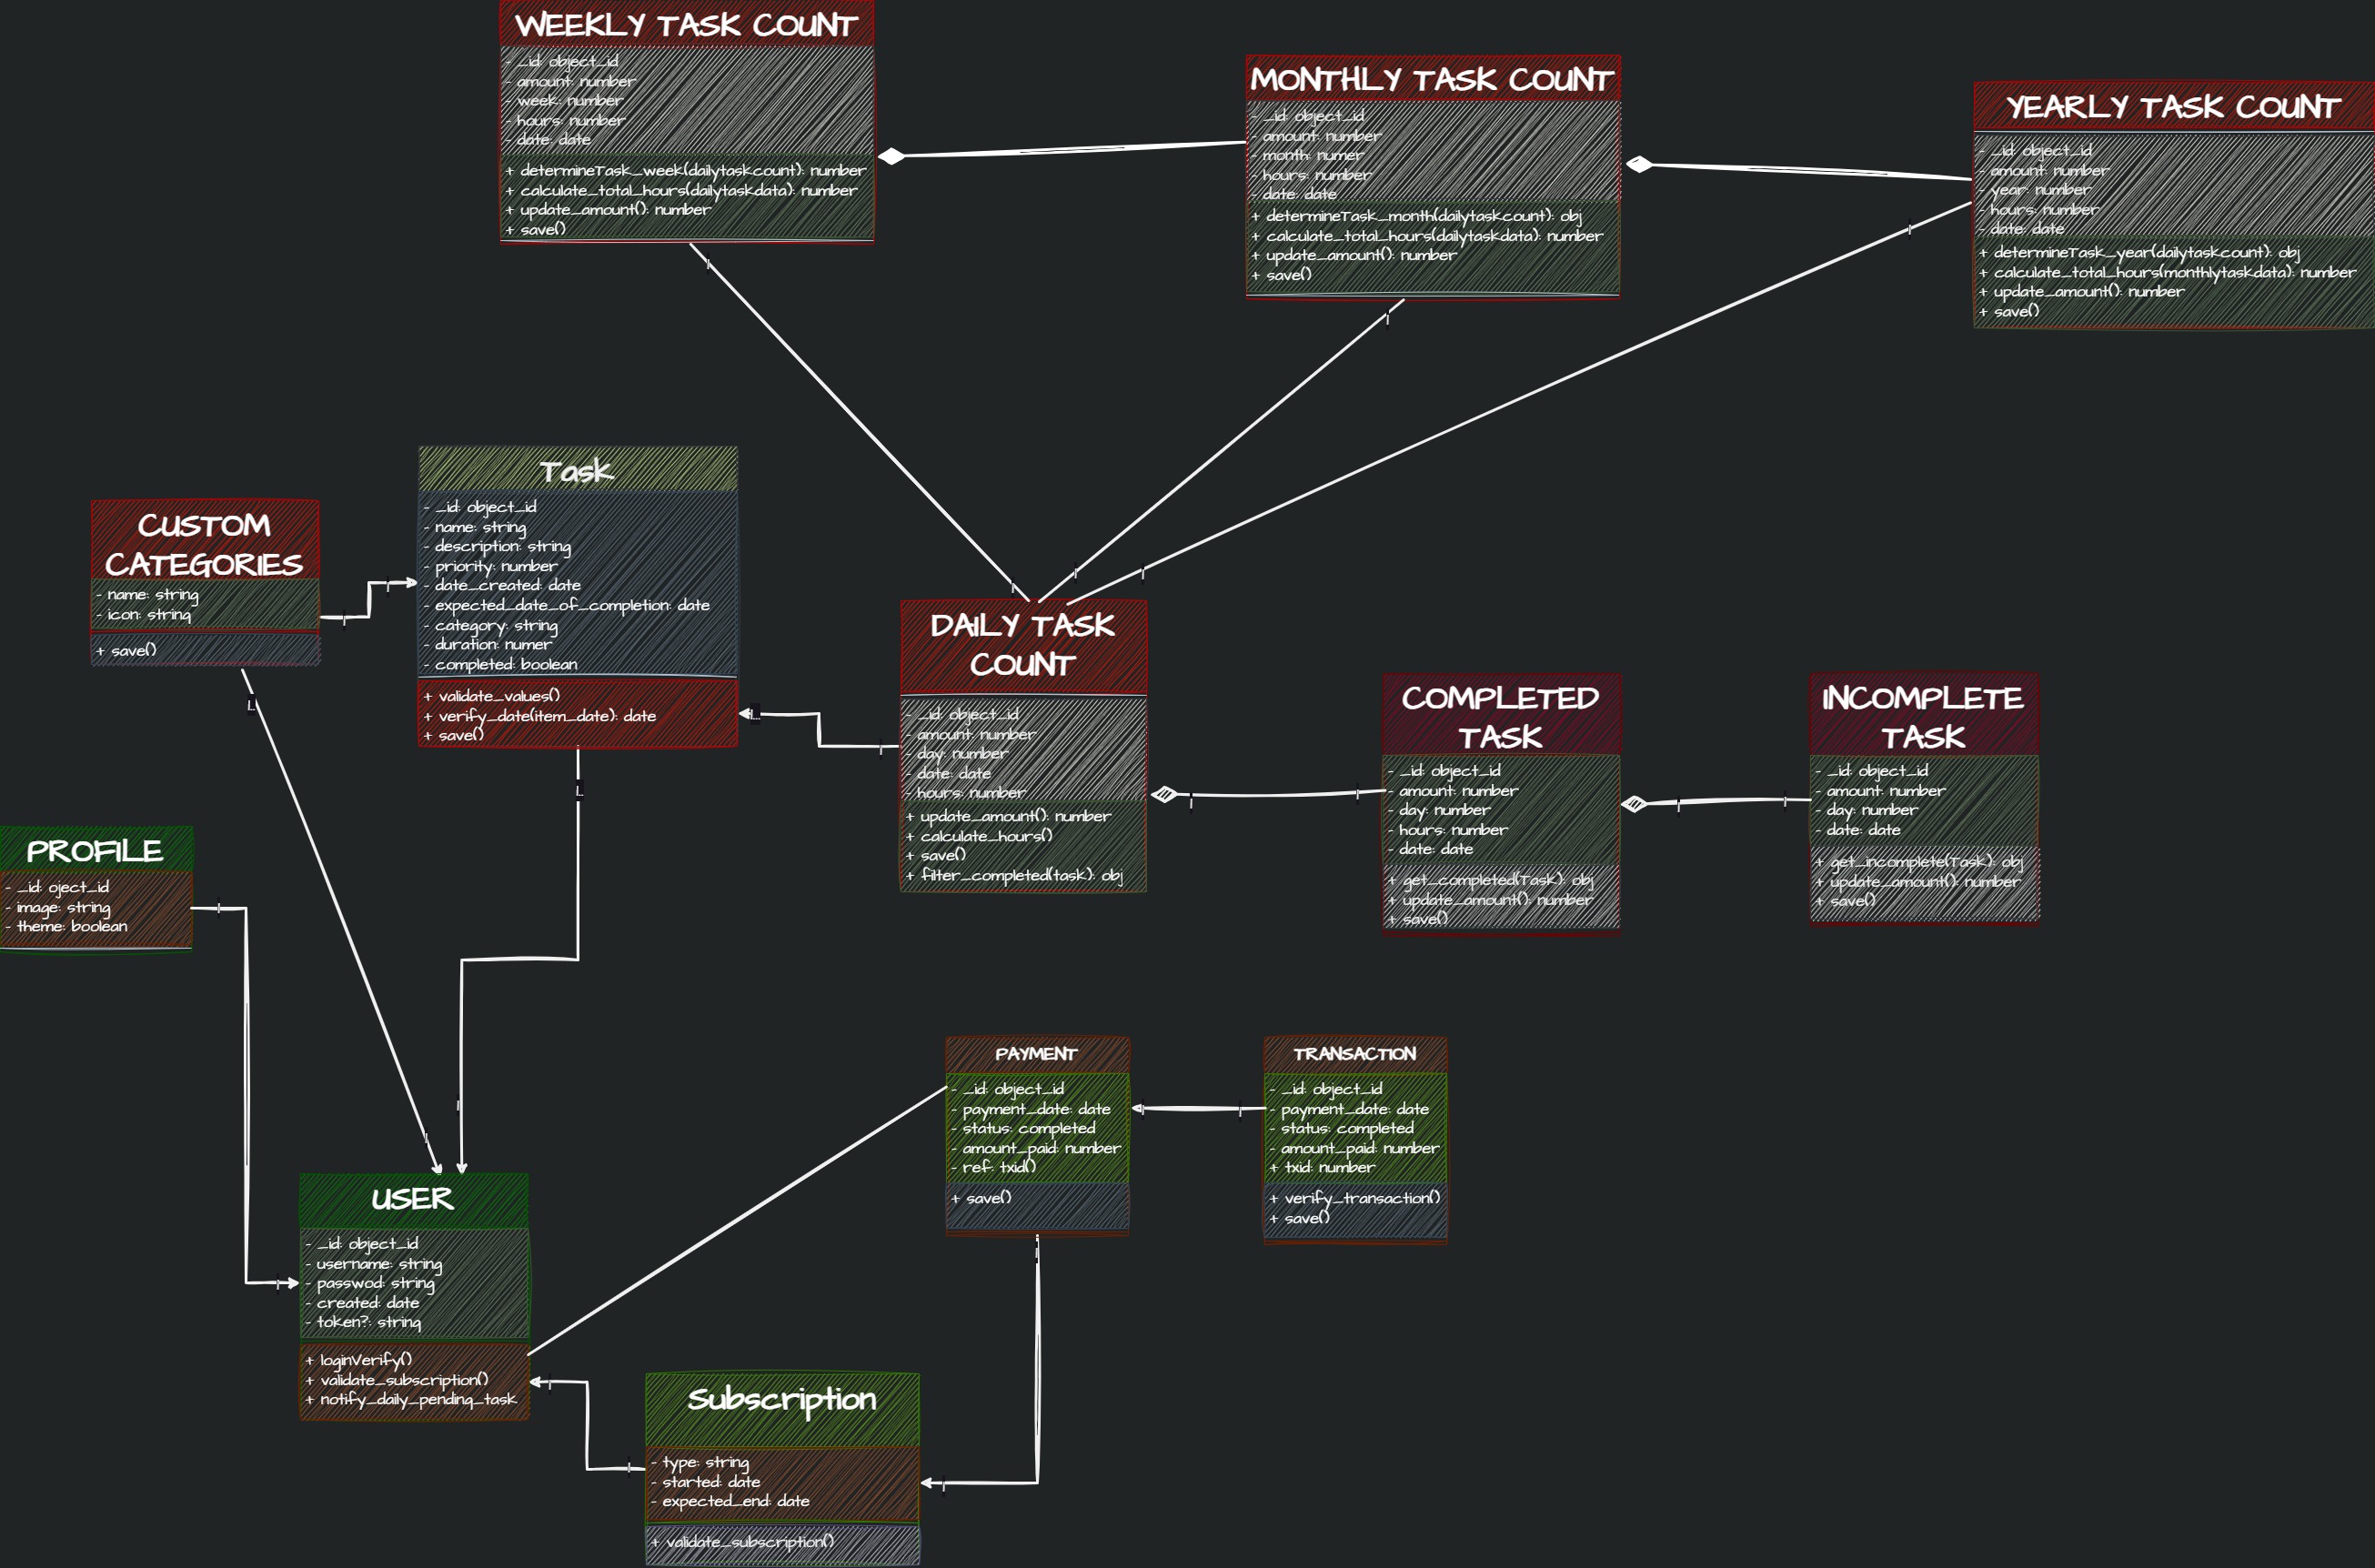 WEEKLY TASK COUNT
- _id: object_id
- amount: number
- week: number
- hours: number
- date: date
+ determineTask_week(dailytaskcount): number
+ calculate_total_hours(dailytaskdata): number
+ update_amount(): number
+ save()
MONTHLY TASK COUNT
- _id: object_id
- amount: number
- month: numer
- hours: number
- date: date
+ determineTask_month(dailytaskcount): obj
+ calculate_total_hours(dailytaskdata): number
+ update_amount(): number
+ save()
YEARLY TASK COUNT
- _id: object_id
- amount: number
- year: number
- hours: number
- date: date
+ determineTask_year(dailytaskcount): obj
+ calculate_total_hours(monthlytaskdata): number
+ update_amount(): number
+ save()
CUSTOM
CATEGORIES
- name: string
- icon: string
+ save()
Task
- _id: object_id
- name: string
- description: string
- priority: number
- date_created: date
- expected_date_of_completion: date
- category: string
- duration: numer
- completed: boolean
+ validate_values()
+ verify_date(item_date): date
+ save()
DAILY TASK
COUNT
- _id: object_id
- amount: number
- day: number
- date: date
- hours: number
+ update_amount(): number
+ calculate_hours()
+ save()
+ filter_completed(task): obj
COMPLETED
TASK
- _id: object_id
- amount: number
- day: number
- hours: number
- date: date
+ get_completed(Task): obj
+ update_amount(): number
+ save()
INCOMPLETE
TASK
- _id: object_id
- amount: number
- day: number
- date: date
+ get_incomplete(Task): obj
+ update_amount(): number
+ save()
PROFILE
- _id: oject_id
- image: string
- theme: boolean
PAYMENT
- _id: object_id
- payment_date: date
- status: completed
- amount_paid: number
- ref: txid()
+ save()
TRANSACTION
- _id: object_id
- payment_date: date
- status: completed
- amount_paid: number
+ txid: number
+ verify_transaction()
+ save()
USER
- _id: object_id
- username: string
- passwod: string
- created: date
- token?: string
+ loginVerify()
+ validate_subscription()
+ notify_daily_pending_task
Subscription
- type: string
- started: date
- expected_end: date
+ validate_subscription()